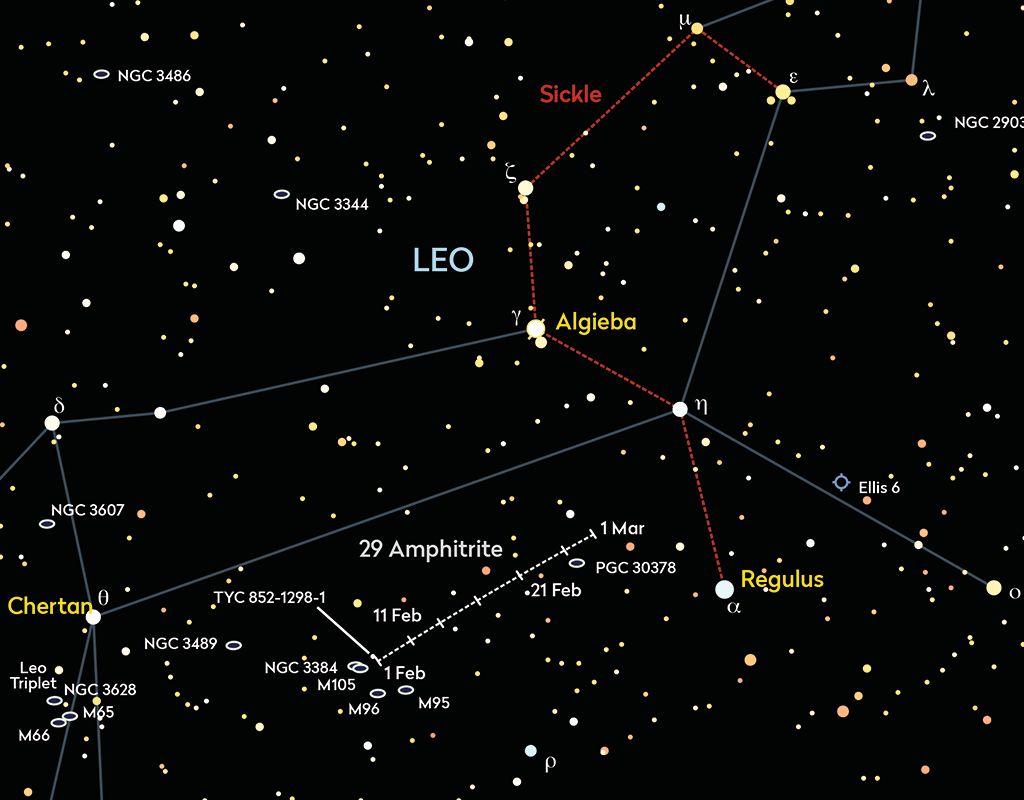 μ
NGC 3486
ε
Sickle
λ
NGC 2903
ζ
NGC 3344
LEO
γ
Algieba
δ
η
Ellis 6
NGC 3607
1 Mar
29 Amphitrite
PGC 30378
Regulus
21 Feb
TYC 852-1298-1
Chertan
θ
α
ο
11 Feb
NGC 3489
Leo
Triplet
NGC 3384
1 Feb
M105
NGC 3628
M95
M96
M65
M66
ρ